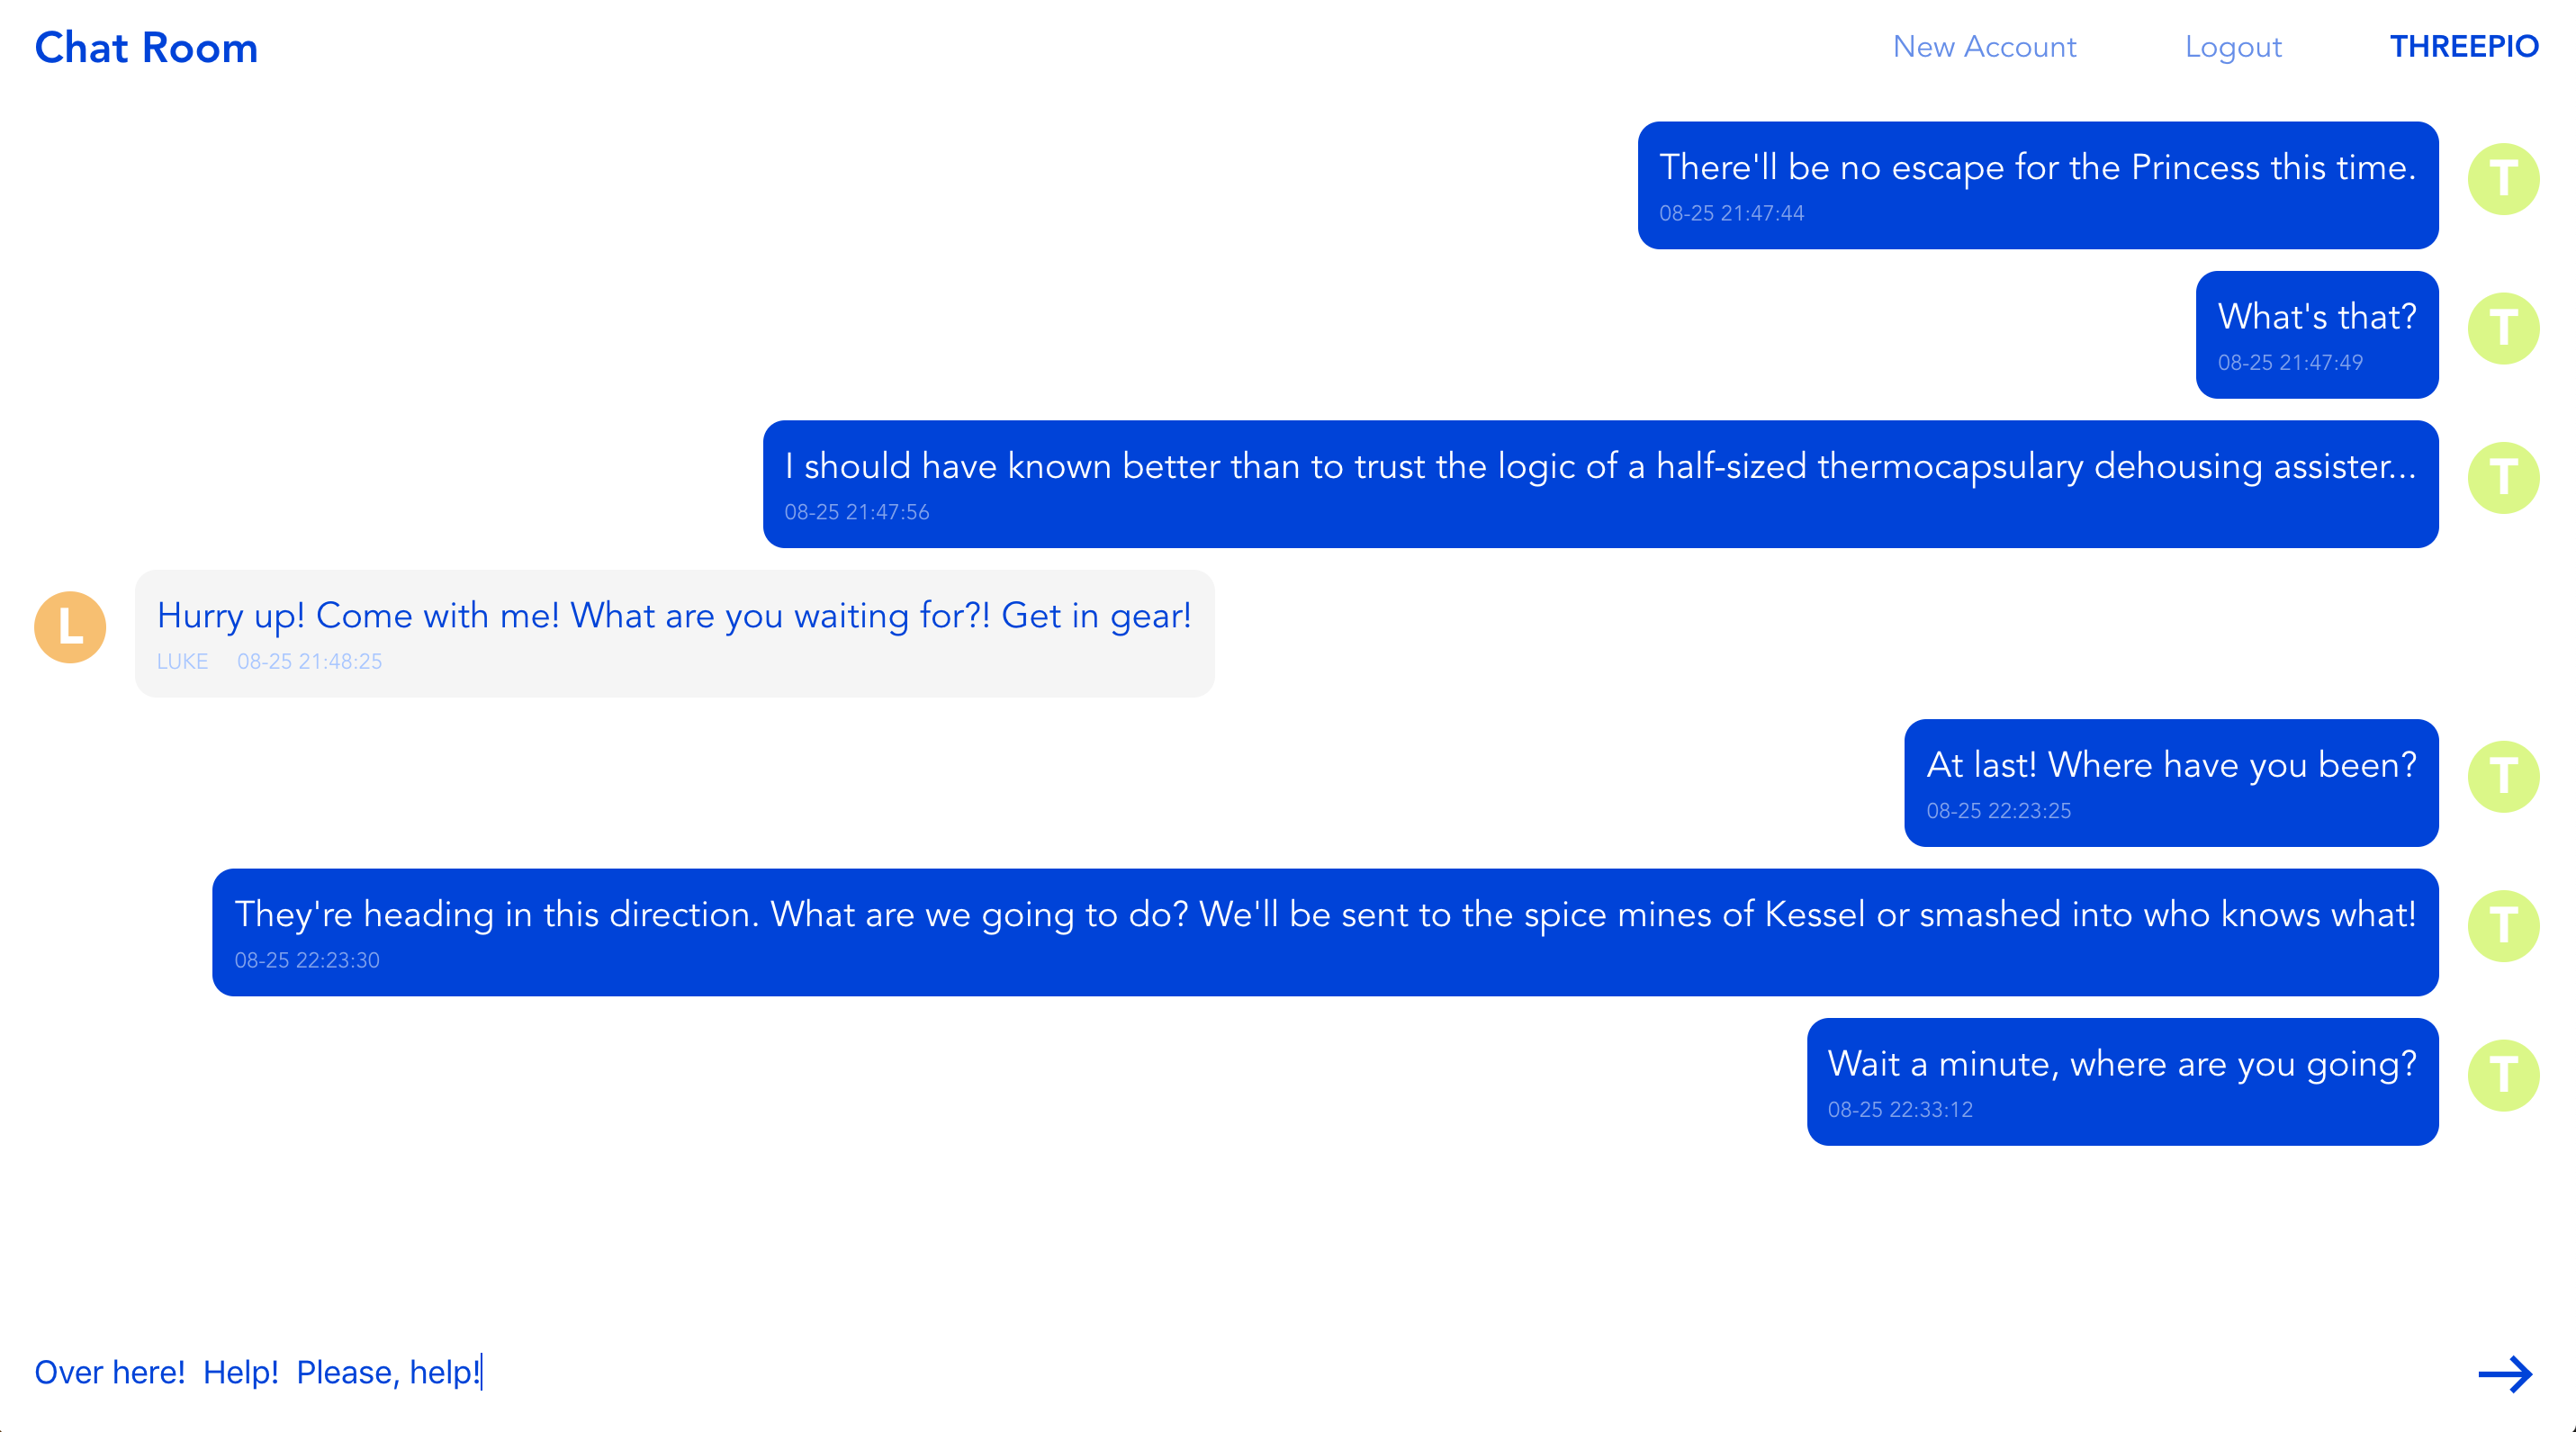 Chat Room
New Account
Logout
THREEPIO
There'll be no escape for the Princess this time.
08-25 21:47:44
T
What's that?
08-25 21:47:49
T
I should have known better than to trust the logic of a half-sized thermocapsulary dehousing assister...
08-25 21:47:56
T
L
Hurry up! Come with me! What are you waiting for?! Get in gear!
LUKE 08-25 21:48:25
At last! Where have you been?
08-25 22:23:25
T
They're heading in this direction. What are we going to do? We'll be sent to the spice mines of Kessel or smashed into who knows what!
08-25 22:23:30
T
Wait a minute, where are you going?
08-25 22:33:12
T
Over here!  Help!  Please, help!